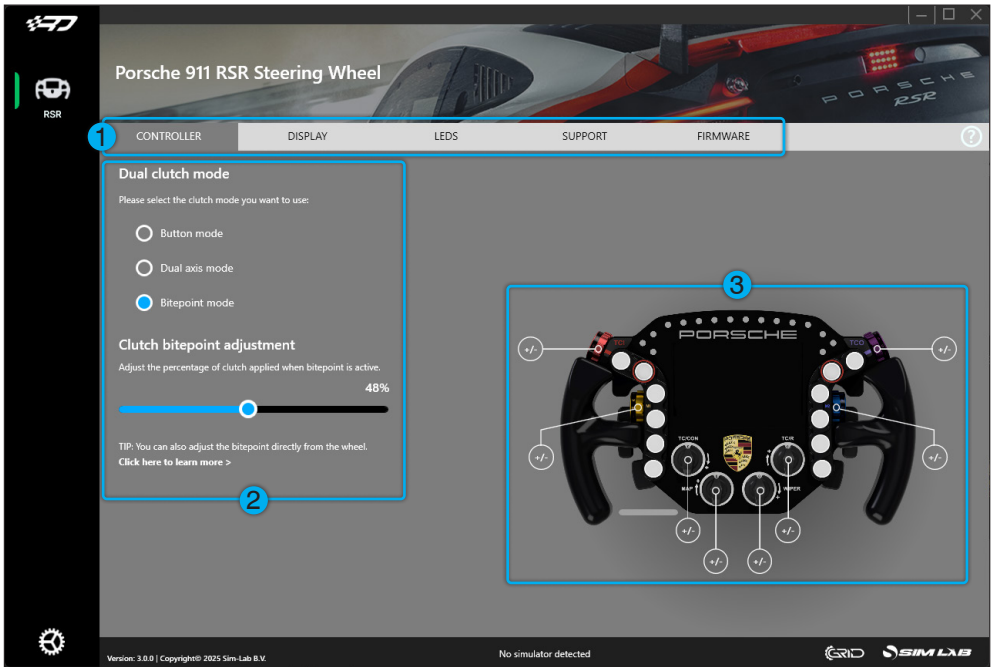 RSR
Porsche 911 RSR Steering Wheel
PORSCHE
RSR
1
CONTROLLER
DISPLAY
LEDS
SUPPORT
FIRMWARE
?
Dual clutch mode
Please select the clutch mode you want to use:
Button mode
Dual axis mode
Bitepoint mode
Clutch bitepoint adjustment
Adjust the percentage of clutch applied when bitepoint is active.
48%
TIP: You can also adjust the bitepoint directly from the wheel.
Click here to learn more >
2
3
PORSCHE
TC1
TCO
+/-
+/-
+/-
+/-
TC/CON
TC/R
MAP
WIPER
+/-
+/-
+/-
+/-
Version: 3.0.0 | Copyright© 2025 Sim-Lab B.V.
No simulator detected
GRID
SIM LAB